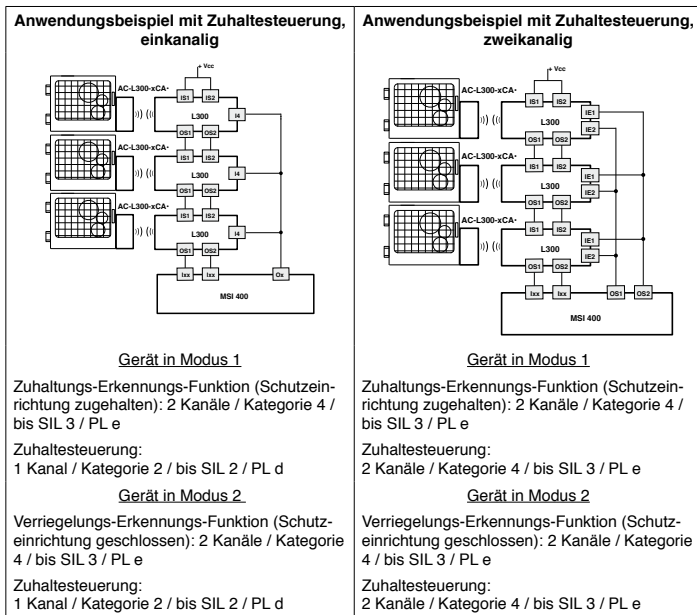 Anwendungsbeispiel mit Zuhaltesteuerung,
einkanalig
+ Vcc
AC-L300-xCA•
IS1 IS2
L300
I4
OS1 OS2
AC-L300-xCA•
IS1 IS2
L300
I4
OS1 OS2
AC-L300-xCA•
IS1 IS2
L300
I4
OS1 OS2
Ixx Ixx Ox
MSI 400
Gerät in Modus 1
Zuhaltungs-Erkennungs-Funktion (Schutzein-
richtung zugehalten): 2 Kanäle / Kategorie 4 /
bis SIL 3 / PL e
Zuhaltesteuerung:
1 Kanal / Kategorie 2 / bis SIL 2 / PL d
Gerät in Modus 2
Verriegelungs-Erkennungs-Funktion (Schutz-
einrichtung geschlossen): 2 Kanäle / Kategorie
4 / bis SIL 3 / PL e
Zuhaltesteuerung:
1 Kanal / Kategorie 2 / bis SIL 2 / PL d
Anwendungsbeispiel mit Zuhaltesteuerung,
zweikanalig
+ Vcc
AC-L300-xCA•
IS1 IS2
IE1
L300
IE2
OS1 OS2
AC-L300-xCA•
IS1 IS2
IE1
L300
IE2
OS1 OS2
AC-L300-xCA•
IS1 IS2
IE1
L300
IE2
OS1 OS2
Ixx Ixx OS1 OS2
MSI 400
Gerät in Modus 1
Zuhaltungs-Erkennungs-Funktion (Schutzein-
richtung zugehalten): 2 Kanäle / Kategorie 4 /
bis SIL 3 / PL e
Zuhaltesteuerung:
2 Kanäle / Kategorie 4 / bis SIL 3 / PL e
Gerät in Modus 2
Verriegelungs-Erkennungs-Funktion (Schutz-
einrichtung geschlossen): 2 Kanäle / Kategorie
4 / bis SIL 3 / PL e
Zuhaltesteuerung:
2 Kanäle / Kategorie 4 / bis SIL 3 / PL e